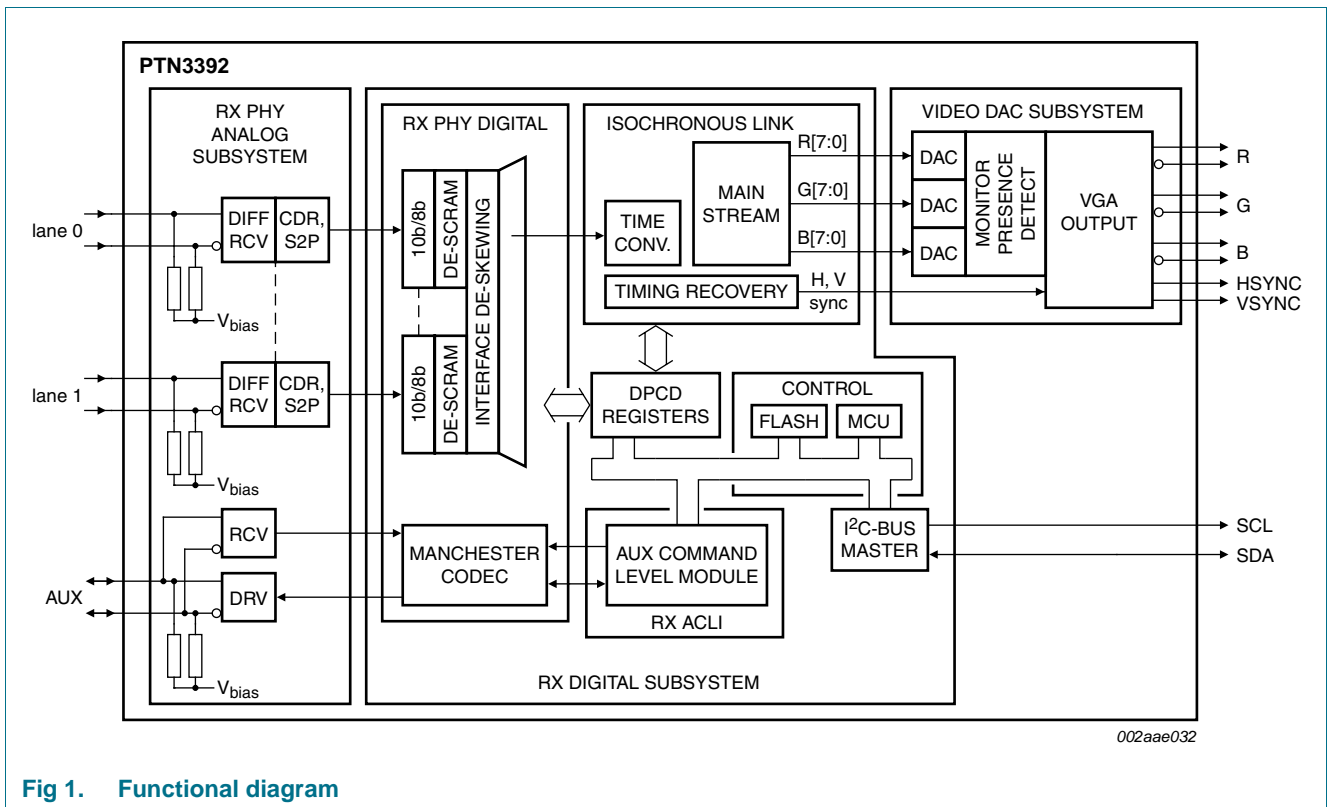 PTN3392
RX PHY
ANALOG
SUBSYSTEM
lane 0
DIFF
RCV
CDR,
S2P
Vbias
lane 1
DIFF
RCV
CDR,
S2P
Vbias
RCV
AUX
DRV
Vbias
RX PHY DIGITAL
10b/8b
DE-SCRAM
10b/8b
DE-SCRAM
INTERFACE DE-SKEWING
MANCHESTER
CODEC
ISOCHRONOUS LINK
TIME
CONV.
MAIN
STREAM
R[7:0]
G[7:0]
B[7:0]
TIMING RECOVERY
H, V
sync
DPCD
REGISTERS
CONTROL
FLASH
MCU
AUX COMMAND
LEVEL MODULE
RX ACLI
I2C-BUS
MASTER
RX DIGITAL SUBSYSTEM
VIDEO DAC SUBSYSTEM
DAC
DAC
DAC
MONITOR
PRESENCE
DETECT
VGA
OUTPUT
R
G
B
HSYNC
VSYNC
SCL
SDA
002aae032
Fig 1. Functional diagram